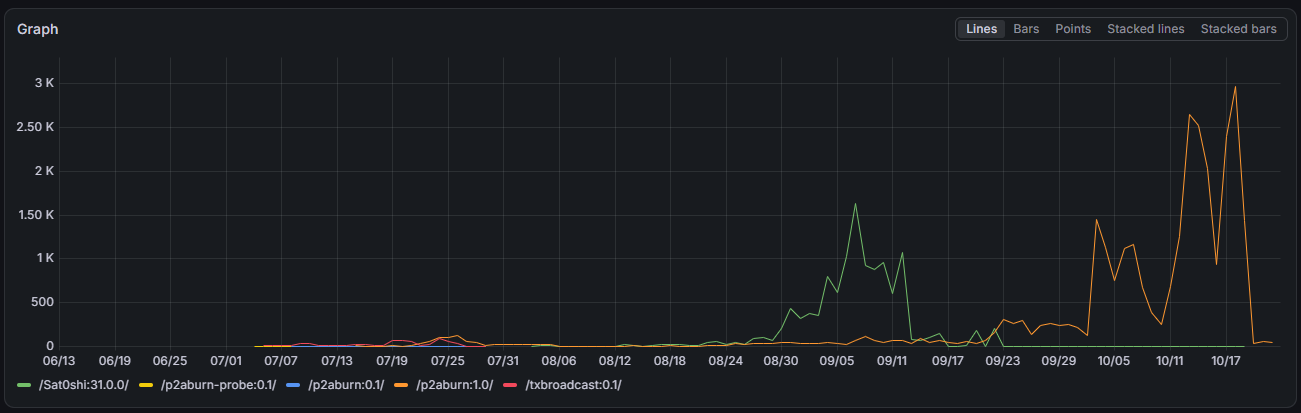 Graph
Lines Bars Points Stacked lines Stacked bars
3 K
2.50 K
2 K
1.50 K
1 K
500
0
06/13 06/19 06/25 07/01 07/07 07/13 07/19 07/25 07/31 08/06 08/12 08/18 08/24 08/30 09/05 09/11 09/17 09/23 09/29 10/05 10/11 10/17
/Sat0shi:31.0.0/ /p2aburn-probe:0.1/ /p2aburn:0.1/ /p2aburn:1.0/ /txbroadcast:0.1/